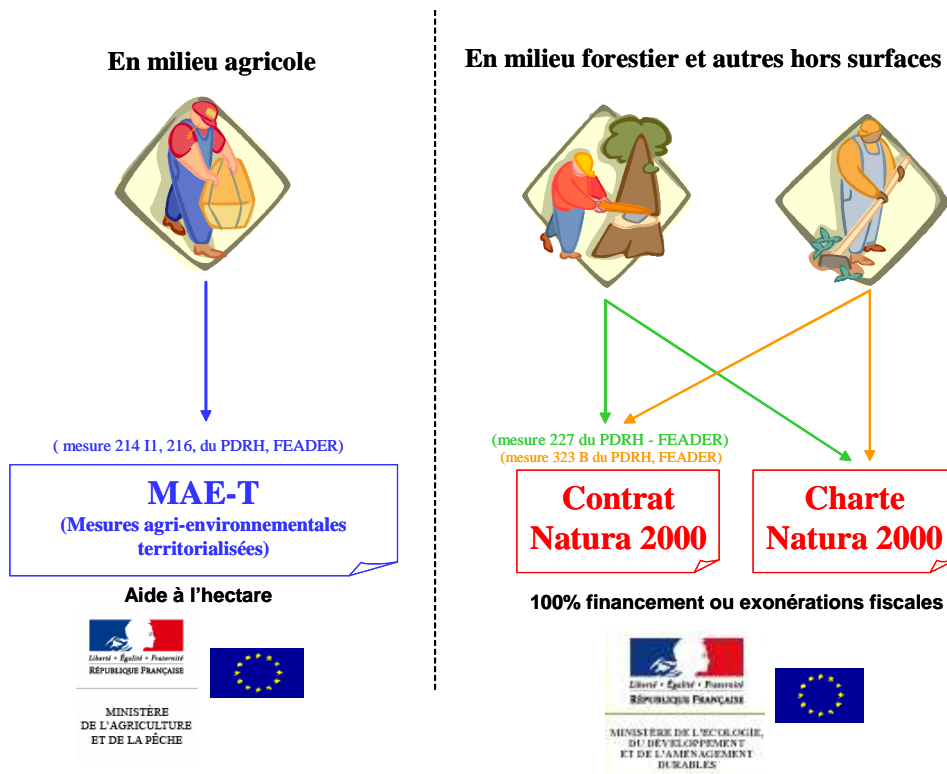 En milieu agricole
( mesure 214 I1, 216, du PDRH, FEADER)
MAE-T
(Mesures agri-environnementales
territorialisées)
Aide à l'hectare
Liberté • Égalité • Fraternité
RÉPUBLIQUE FRANÇAISE
MINISTÈRE
DE L'AGRICULTURE
ET DE LA PÊCHE
En milieu forestier et autres hors surfaces
(mesure 227 du PDRH - FEADER)
(mesure 323 B du PDRH, FEADER)
Contrat
Natura 2000
Charte
Natura 2000
100% financement ou exonérations fiscales
Liberté • Égalité • Fraternité
RÉPUBLIQUE FRANÇAISE
MINISTÈRE DE L'ECOLOGIE,
DU DÉVELOPPEMENT
ET DE L'AMÉNAGEMENT
DURABLES